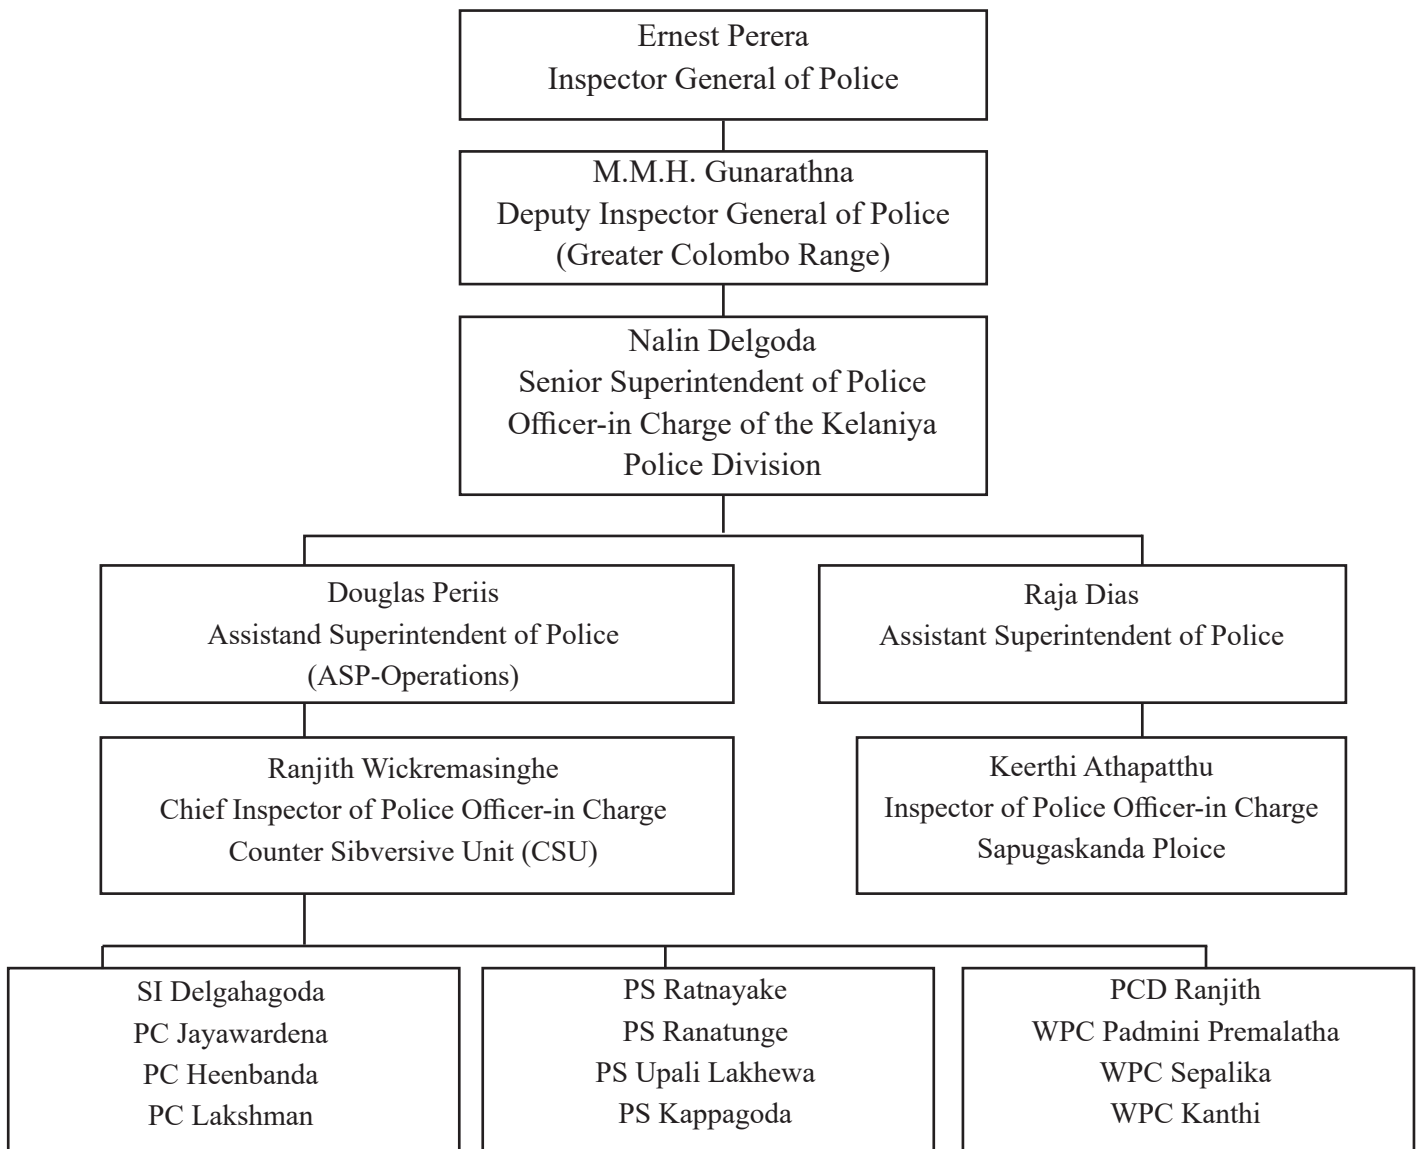 Ernest Perera
Inspector General of Police
M.M.H. Gunarathna
Deputy Inspector General of Police
(Greater Colombo Range)
Nalin Delgoda
Senior Superintendent of Police
Officer-in Charge of the Kelaniya
Police Division
Douglas Periis
Assistand Superintendent of Police
(ASP-Operations)
Raja Dias
Assistant Superintendent of Police
Ranjith Wickremasinghe
Chief Inspector of Police Officer-in Charge
Counter Sibversive Unit (CSU)
Keerthi Athapatthu
Inspector of Police Officer-in Charge
Sapugaskanda Ploice
SI Delgahagoda
PC Jayawardena
PC Heenbanda
PC Lakshman
PS Ratnayake
PS Ranatunge
PS Upali Lakhewa
PS Kappagoda
PCD Ranjith
WPC Padmini Premalatha
WPC Sepalika
WPC Kanthi